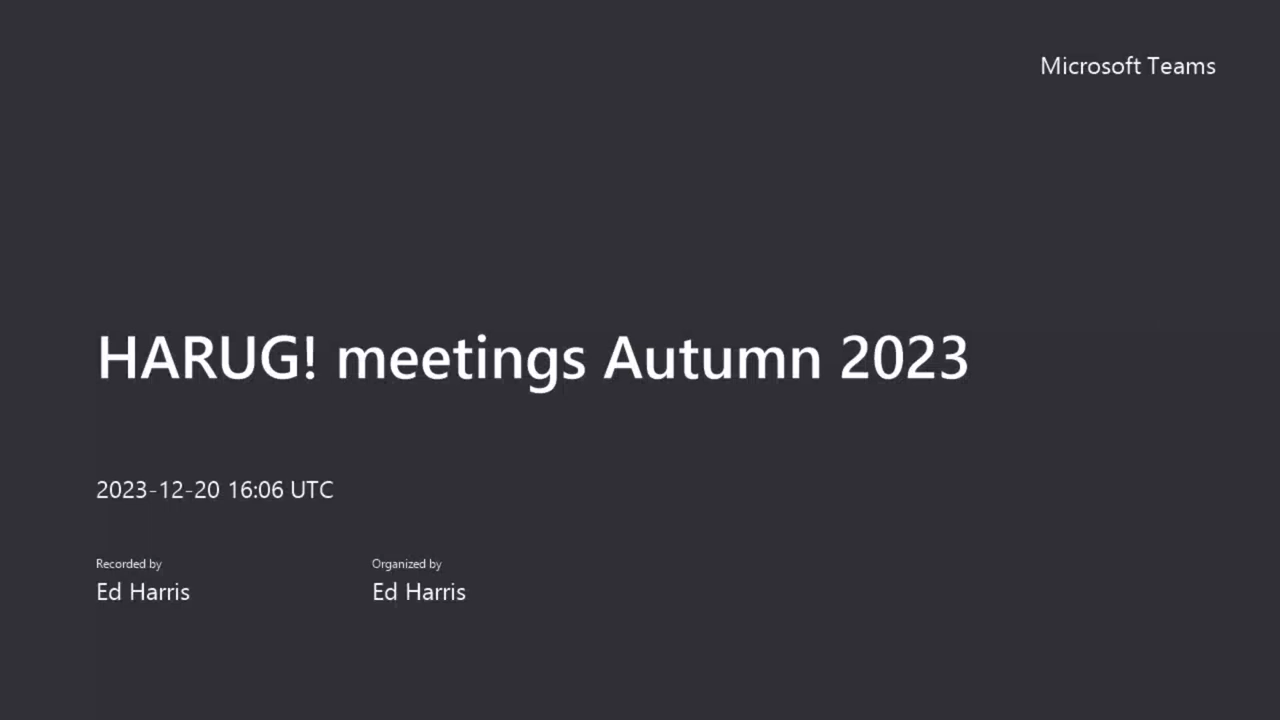 Microsoft Teams
HARUG! meetings Autumn 2023
2023-12-20 16:06 UTC
Recorded by
Ed Harris
Organized by
Ed Harris